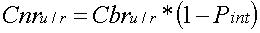 Cnr_{u/r} = Cbr_{u/r} * (1 − P_{int})